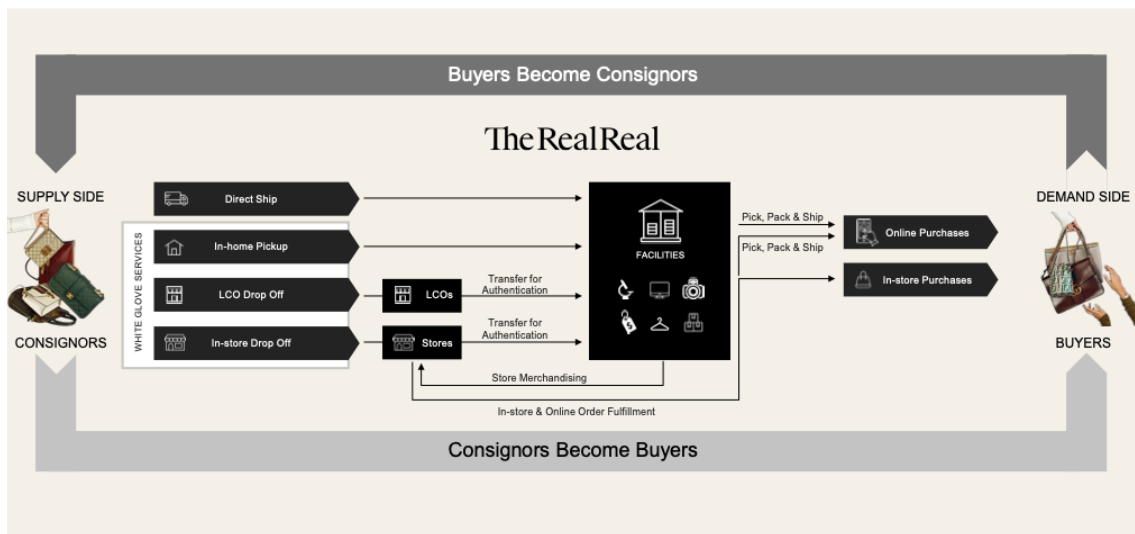 Buyers Become Consignors
TheRealReal
SUPPLY SIDE
DEMAND SIDE
Direct Ship
WHITE GLOVE SERVICES
In-home Pickup
LCO Drop Off
In-store Drop Off
LCOs
Stores
Transfer for
Authentication
Transfer for
Authentication
FACILITIES
$
Pick, Pack & Ship
Pick, Pack & Ship
Online Purchases
In-store Purchases
CONSIGNORS
BUYERS
Store Merchandising
In-store & Online Order Fulfillment
Consignors Become Buyers